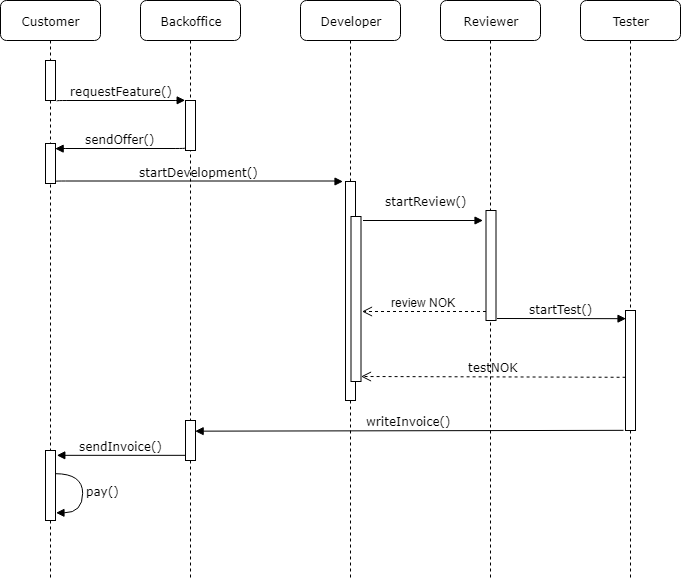 Customer
Backoffice
Developer
Reviewer
Tester
requestFeature()
sendOffer()
startDevelopment()
startReview()
review NOK
startTest()
testNOK
writeInvoice()
sendInvoice()
pay()